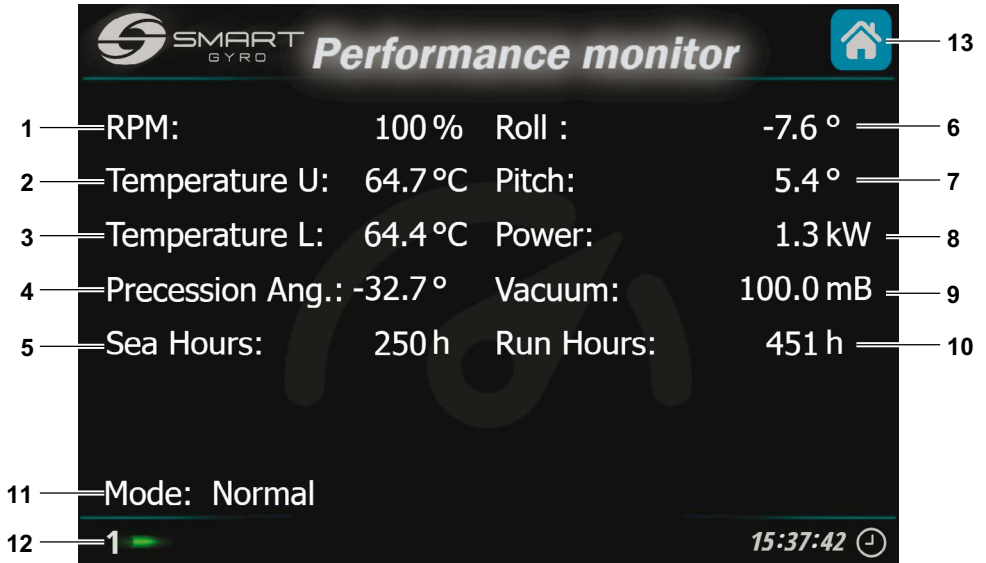 SMART
GYRO
Performance monitor
13
1 RPM: 100 % Roll : -7.6 ° 6
2 Temperature U: 64.7 °C Pitch: 5.4 ° 7
3 Temperature L: 64.4 °C Power: 1.3 kW 8
4 Precession Ang.: -32.7 ° Vacuum: 100.0 mB 9
5 Sea Hours: 250 h Run Hours: 451 h 10
11 Mode: Normal
12 1 15:37:42